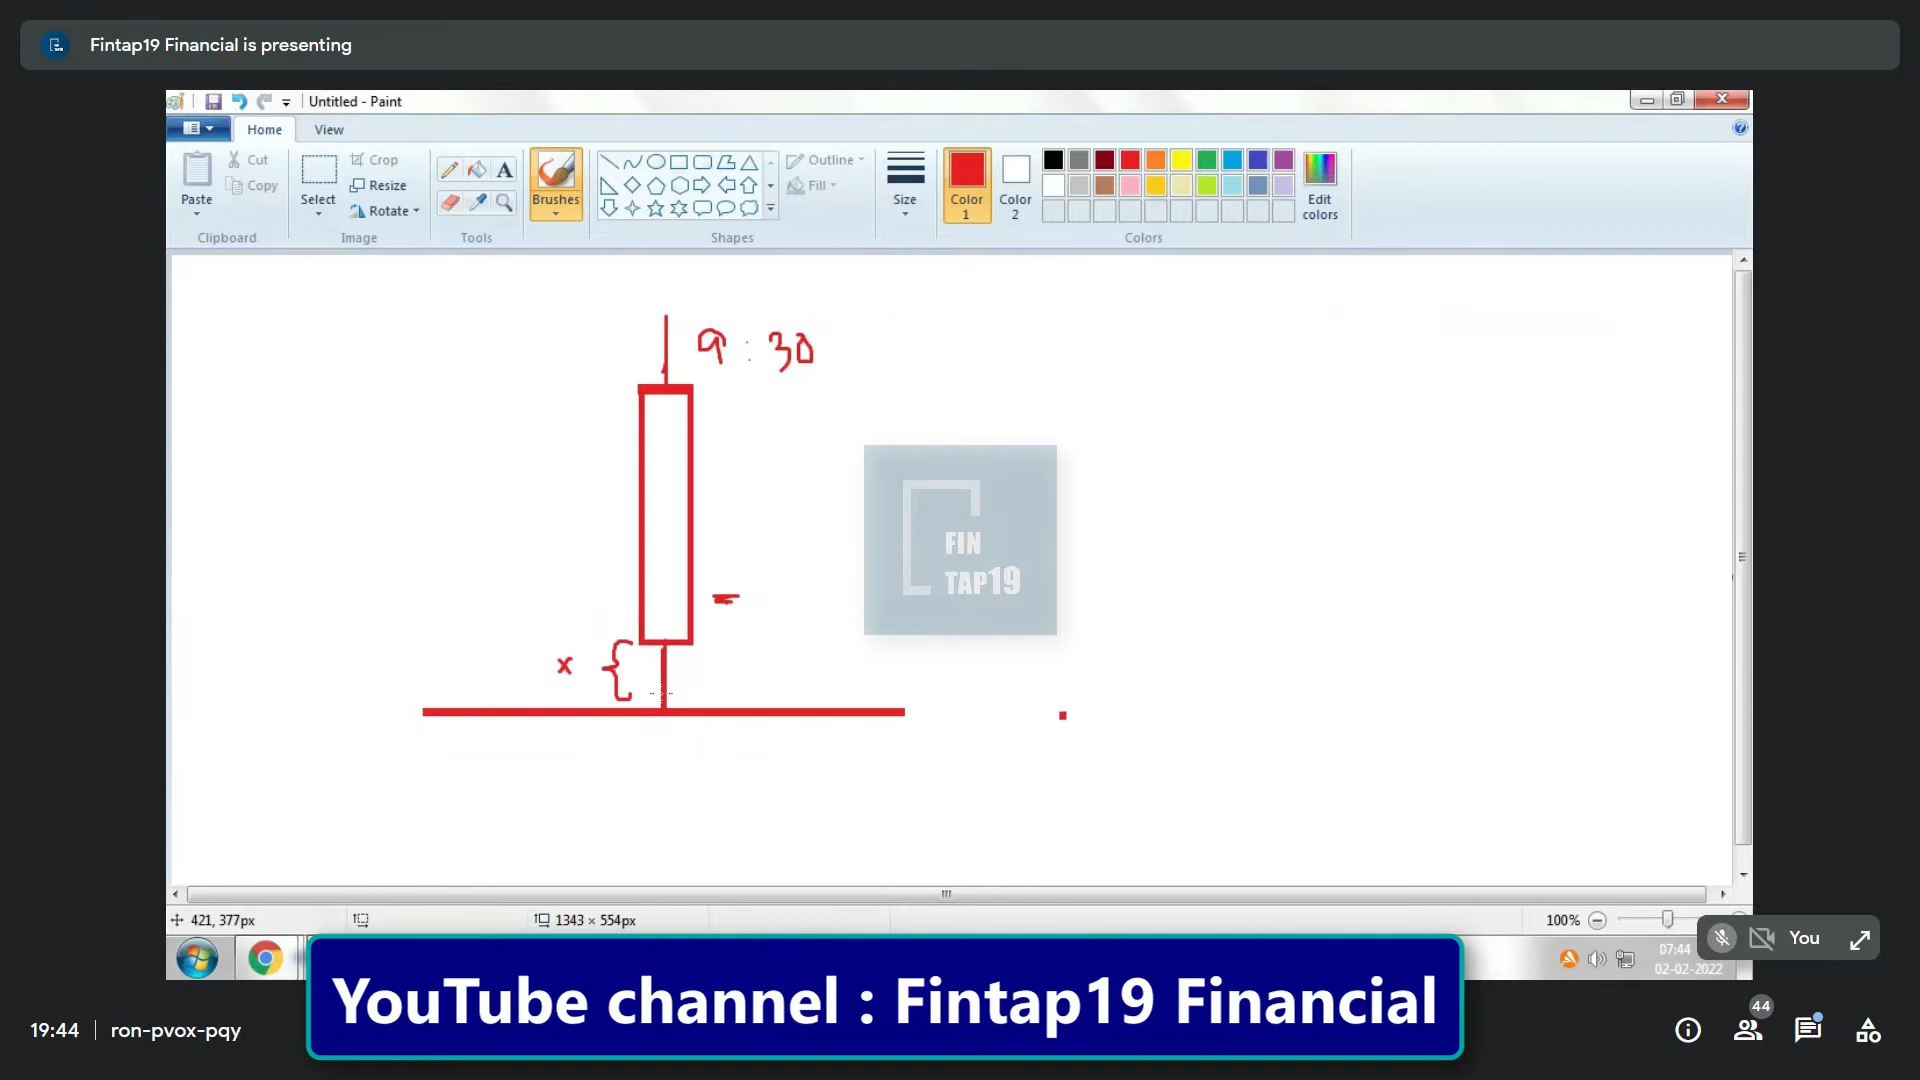 Fintap19 Financial is presenting
Untitled - Paint
Home View
Paste
Cut
Copy
Clipboard
Select
Crop
Resize
Rotate
Image
A
Tools
Brushes
Outline
Fill
Shapes
Size
Color 1
Color 2
Edit colors
Colors
9 : 30
FIN
TAP19
x {
421, 377px
1343 × 554px
100%
You
07:44
02-02-2022
YouTube channel : Fintap19 Financial
19:44 | ron-pvox-pqy
44